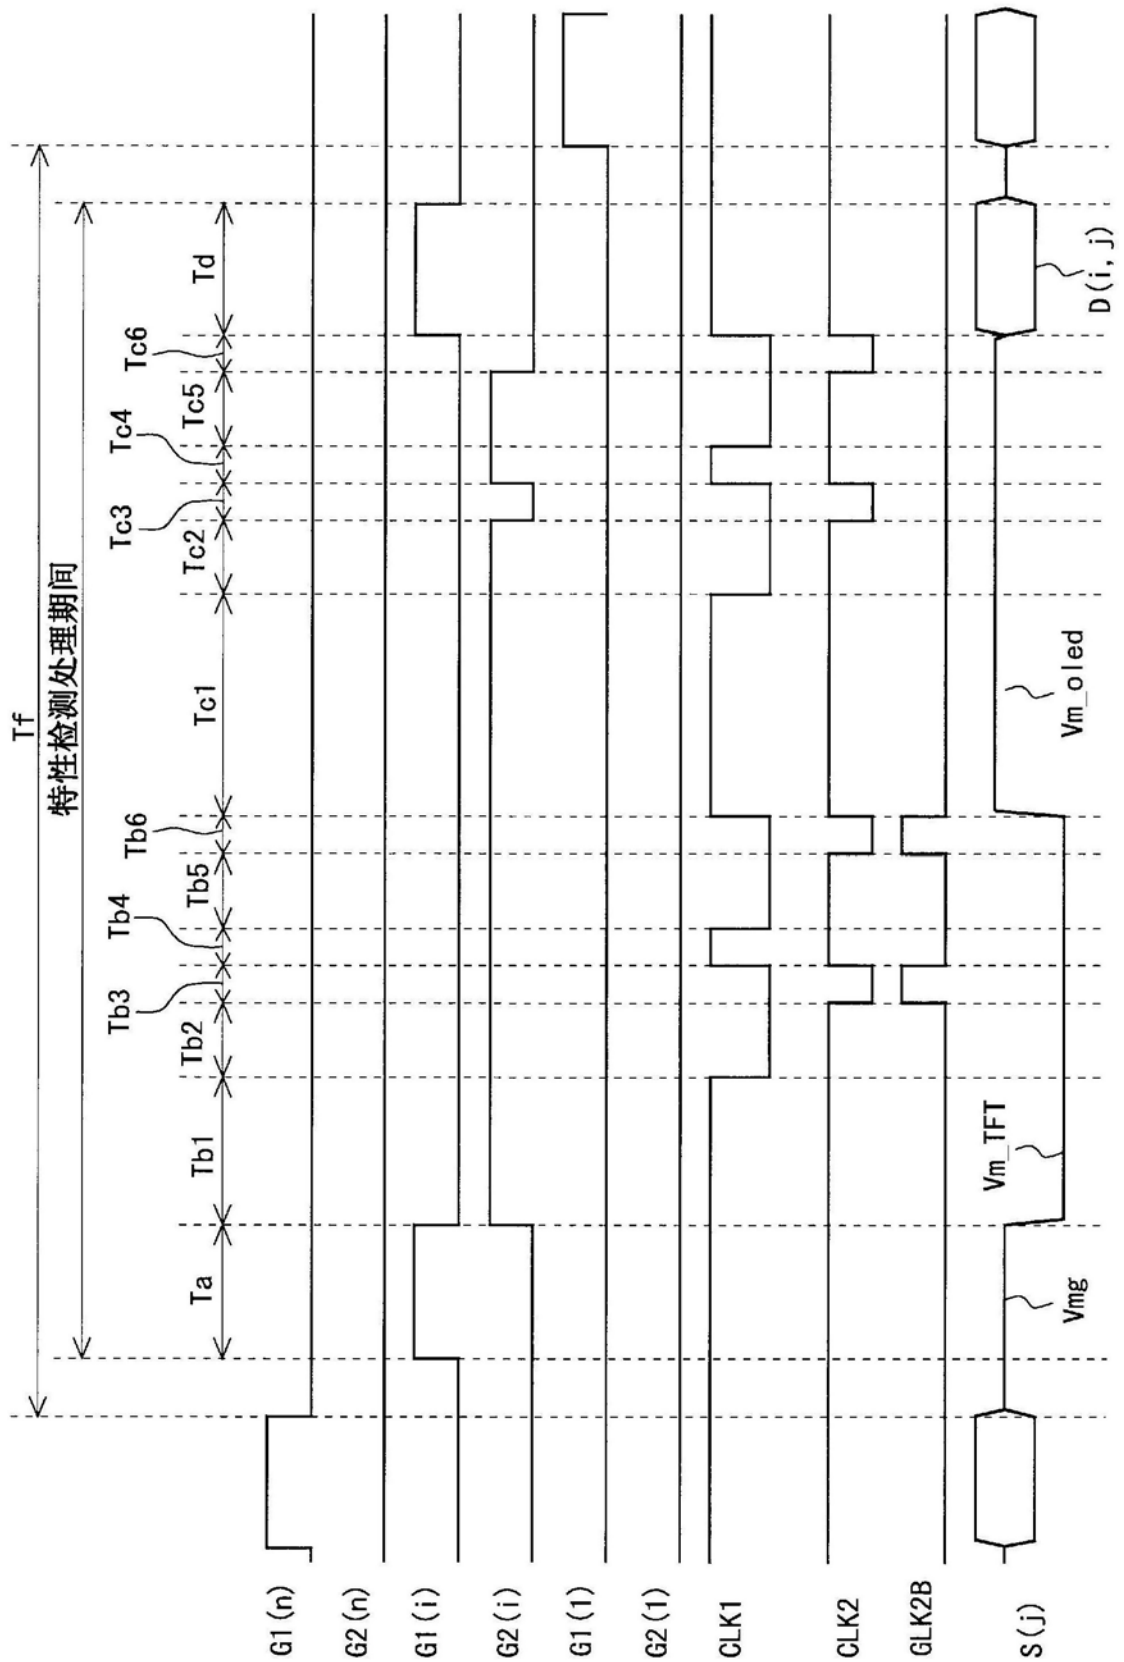 Tf
特性检测处理期间
Ta
Tb1
Tb2
Tb3
Tb4
Tb5
Tb6
Tc1
Tc2
Tc3
Tc4
Tc5
Tc6
Td
G1(n)
G2(n)
G1(i)
G2(i)
G1(1)
G2(1)
CLK1
CLK2
GLK2B
S(j)
Vmg
Vm_TFT
Vm_oled
D(i,j)